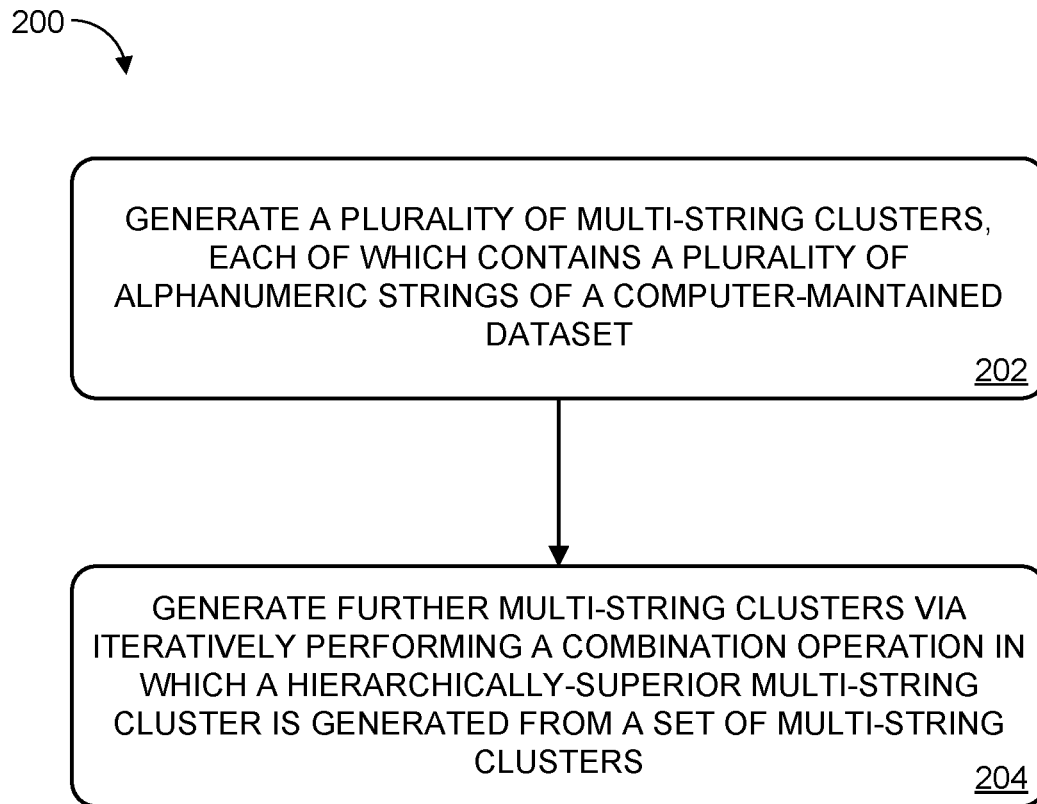 200
GENERATE A PLURALITY OF MULTI-STRING CLUSTERS,
EACH OF WHICH CONTAINS A PLURALITY OF
ALPHANUMERIC STRINGS OF A COMPUTER-MAINTAINED
DATASET
202
GENERATE FURTHER MULTI-STRING CLUSTERS VIA
ITERATIVELY PERFORMING A COMBINATION OPERATION IN
WHICH A HIERARCHICALLY-SUPERIOR MULTI-STRING
CLUSTER IS GENERATED FROM A SET OF MULTI-STRING
CLUSTERS
204